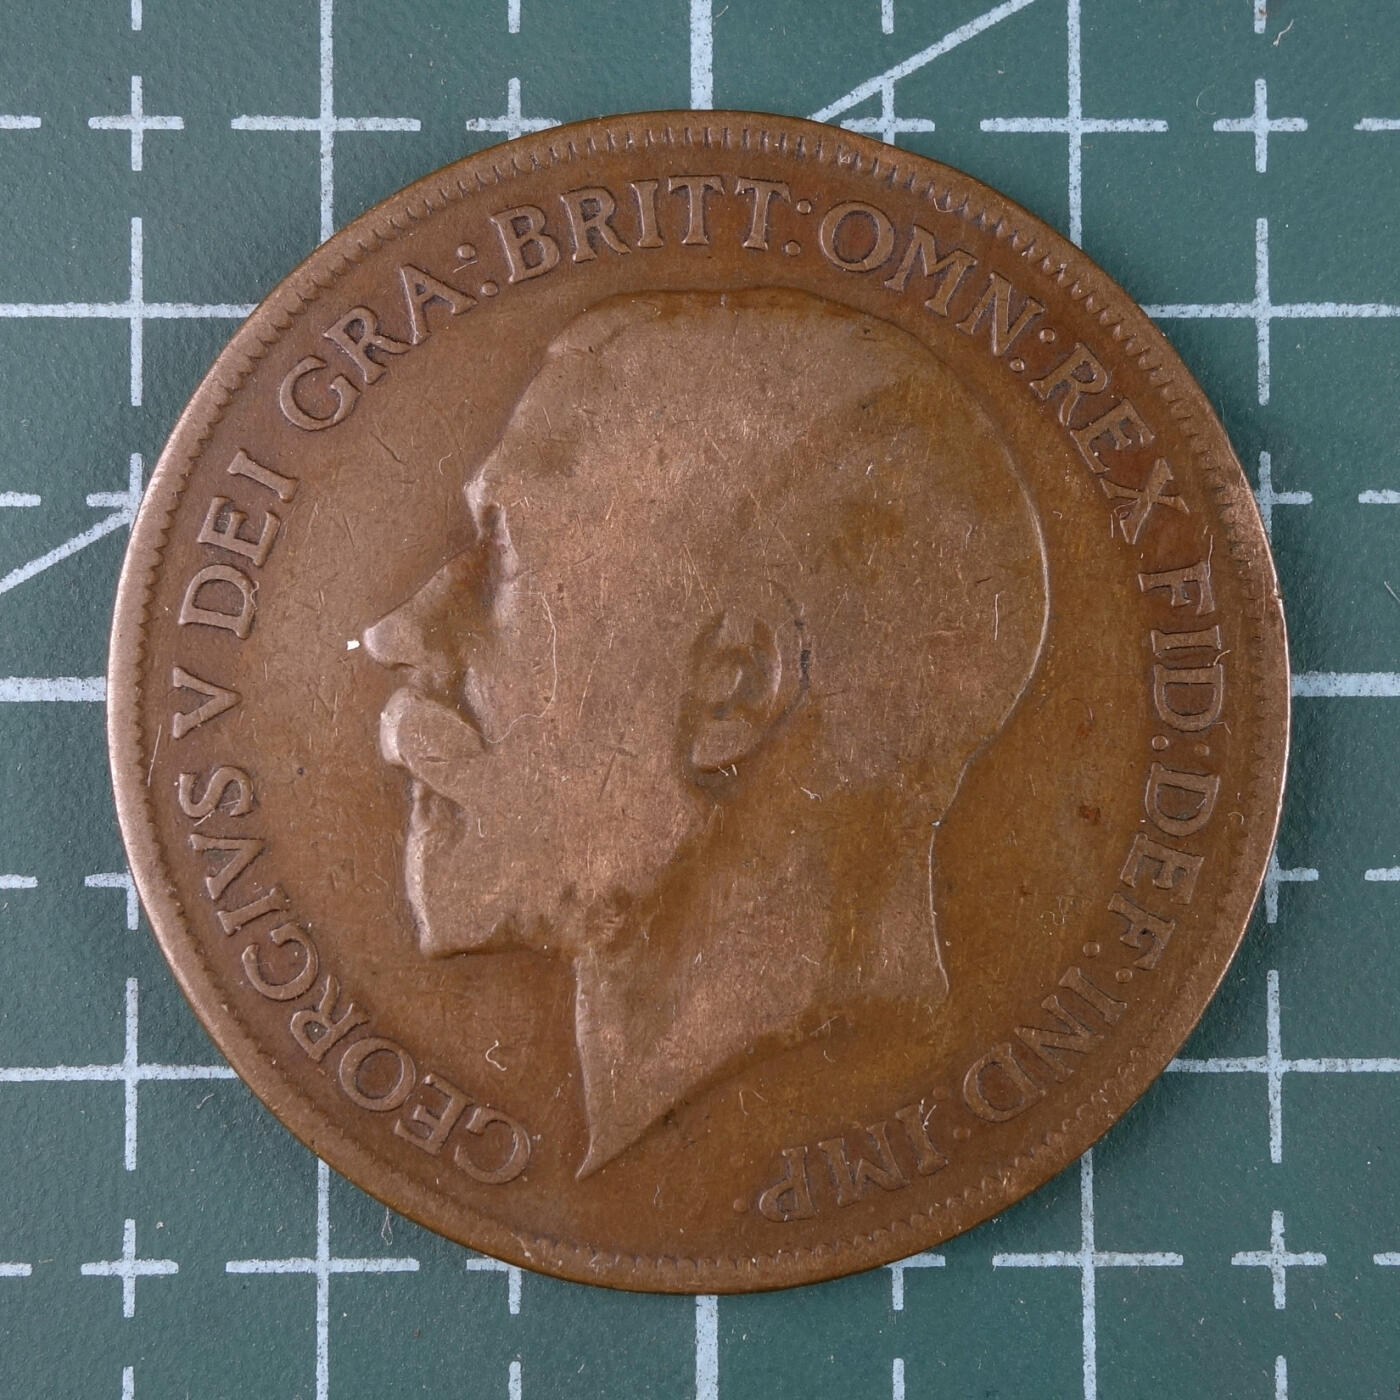 GEORGIVS V DEI GRA: BRITT: OMN: REX FID: DEF: IND: IMP.